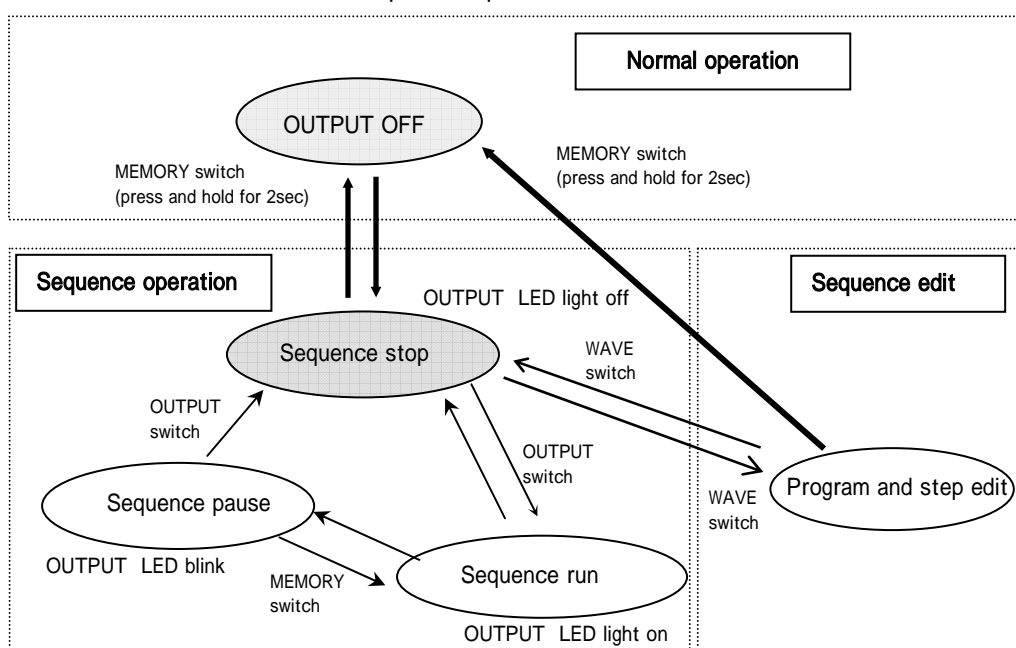 Normal operation
OUTPUT OFF
MEMORY switch
(press and hold for 2sec)
MEMORY switch
(press and hold for 2sec)
Sequence operation
Sequence edit
OUTPUT LED light off
Sequence stop
WAVE
switch
OUTPUT
switch
OUTPUT
switch
Sequence pause
Program and step edit
WAVE
switch
OUTPUT LED blink
MEMORY
switch
Sequence run
OUTPUT LED light on